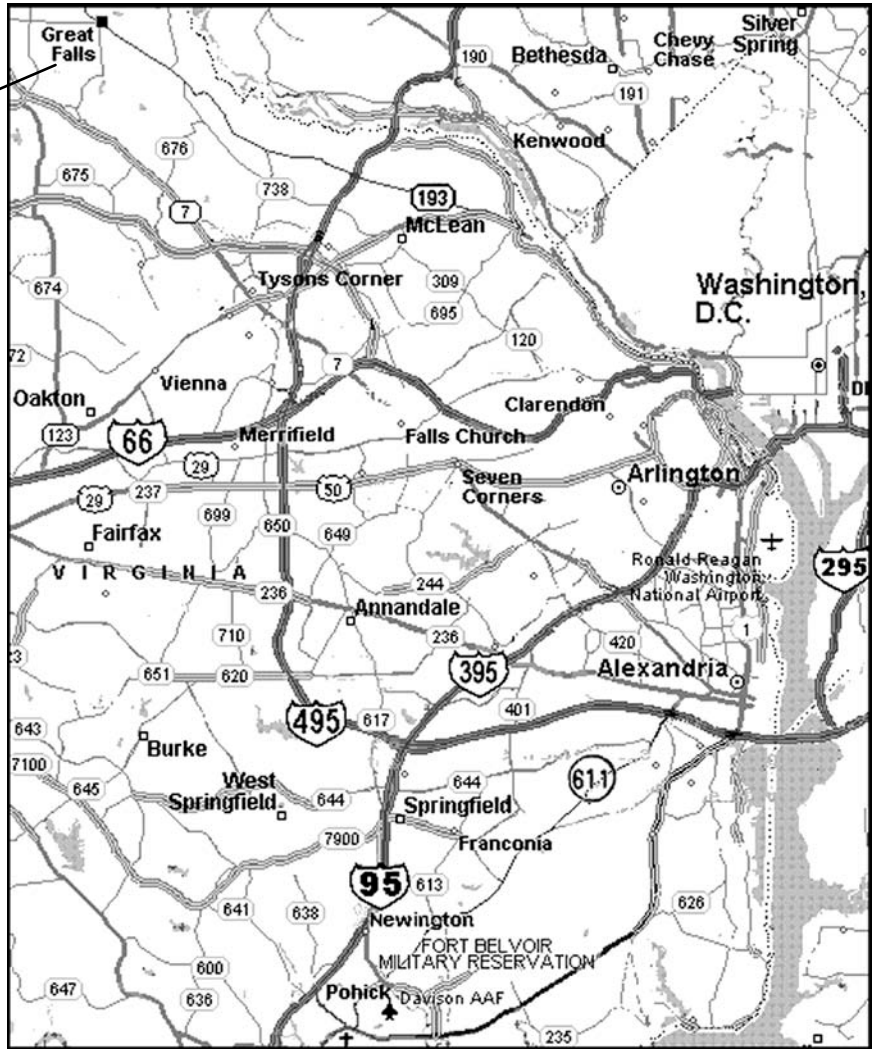 Great
Falls
190
Bethesda
Chevy
Chase
Silver
Spring
191
Kenwood
676
675
738
7
193
McLean
Tysons Corner
309
674
695
Washington,
D.C.
120
72
7
Vienna
Oakton
Clarendon
123
66
Merrifield
Falls Church
29
Seven
Corners
Arlington
29
237
50
699
650
649
Fairfax
VIRGINIA
Ronald Reagan
Washington
National Airport
295
244
236
Annandale
710
236
420
1
651
620
395
Alexandria
495
617
401
643
Burke
7100
645
West
Springfield
644
644
611
Springfield
7900
Franconia
95
613
641
638
626
Newington
FORT BELVOIR
MILITARY RESERVATION
600
647
636
Pohick
Davison AAF
235